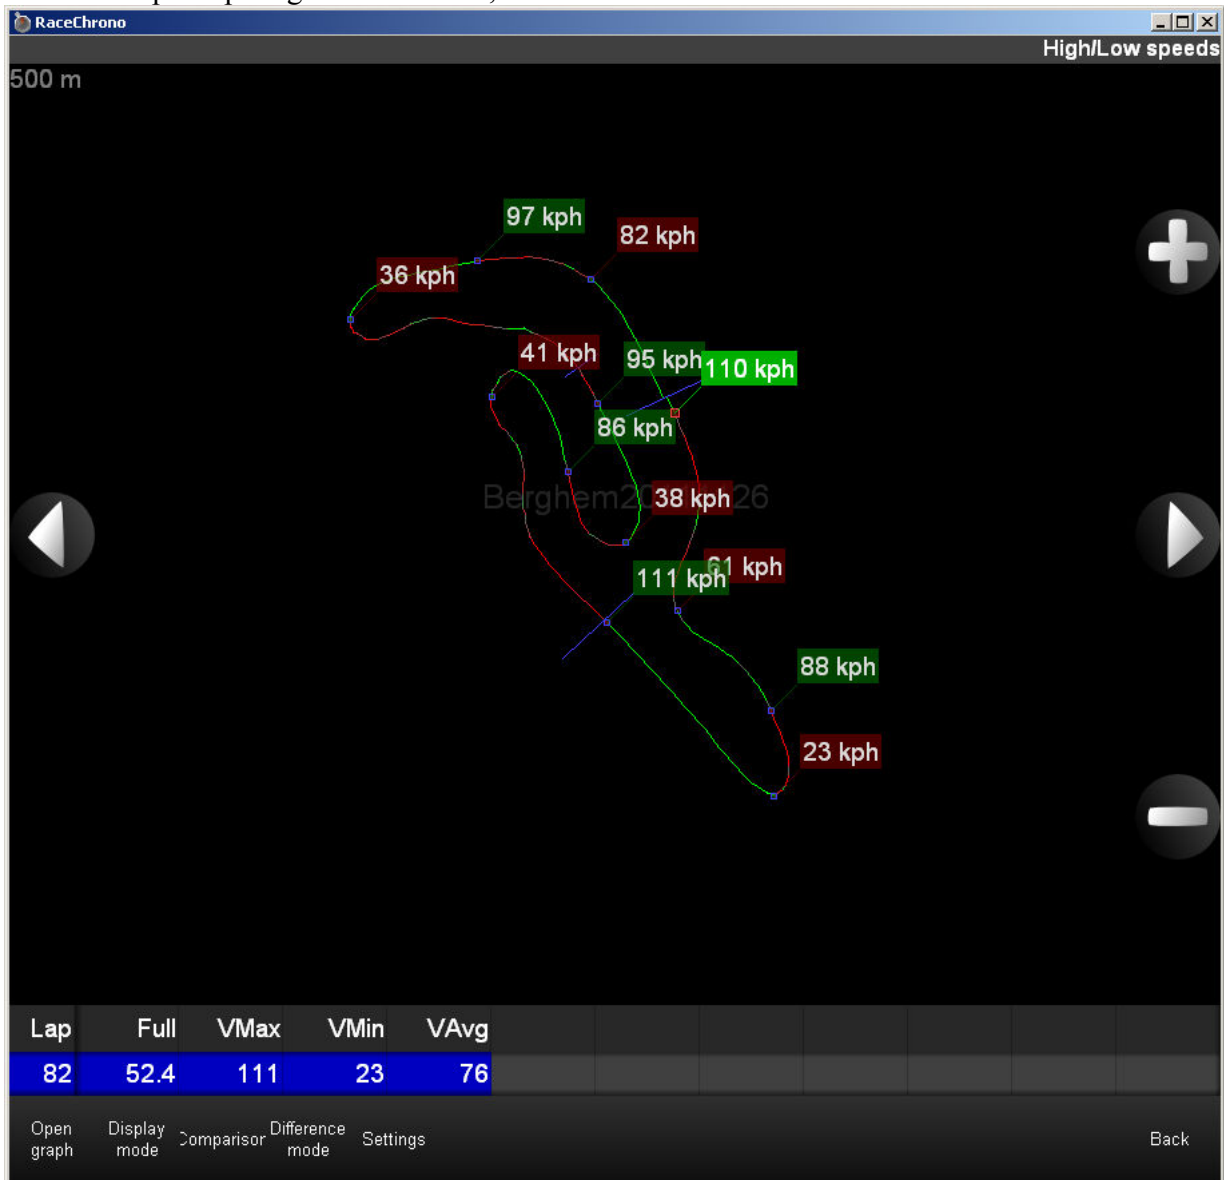 RaceChrono
High/Low speeds
500 m
97 kph
82 kph
36 kph
41 kph
95 kph
110 kph
86 kph
38 kph
61 kph
111 kph
88 kph
23 kph
Lap Full VMax VMin VAvg
82 52.4 111 23 76
Open graph
Display mode
Comparison
Difference mode
Settings
Back